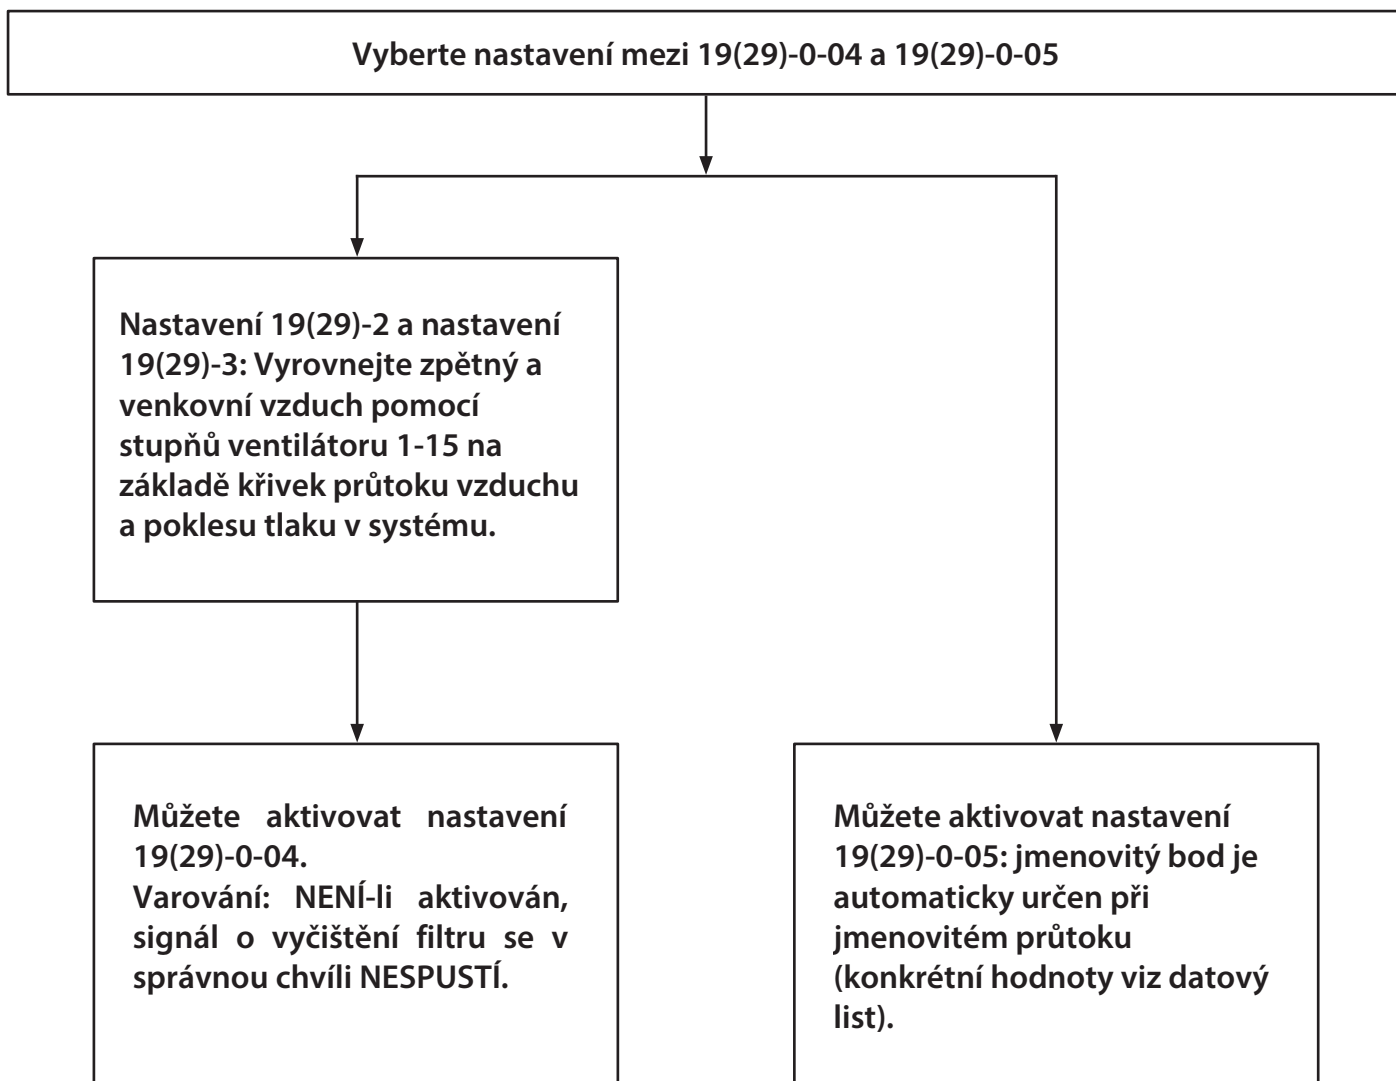 Vyberte nastavení mezi 19(29)-0-04 a 19(29)-0-05
Nastavení 19(29)-2 a nastavení
19(29)-3: Vyrovnejte zpětný a
venkovní vzduch pomocí
stupňů ventilátoru 1-15 na
základě křivek průtoku vzduchu
a poklesu tlaku v systému.
Můžete aktivovat nastavení
19(29)-0-04.
Varování: NENÍ-li aktivován,
signál o vyčištění filtru se v
správnou chvíli NESPUSTÍ.
Můžete aktivovat nastavení
19(29)-0-05: jmenovitý bod je
automaticky určen při
jmenovitém průtoku
(konkrétní hodnoty viz datový
list).